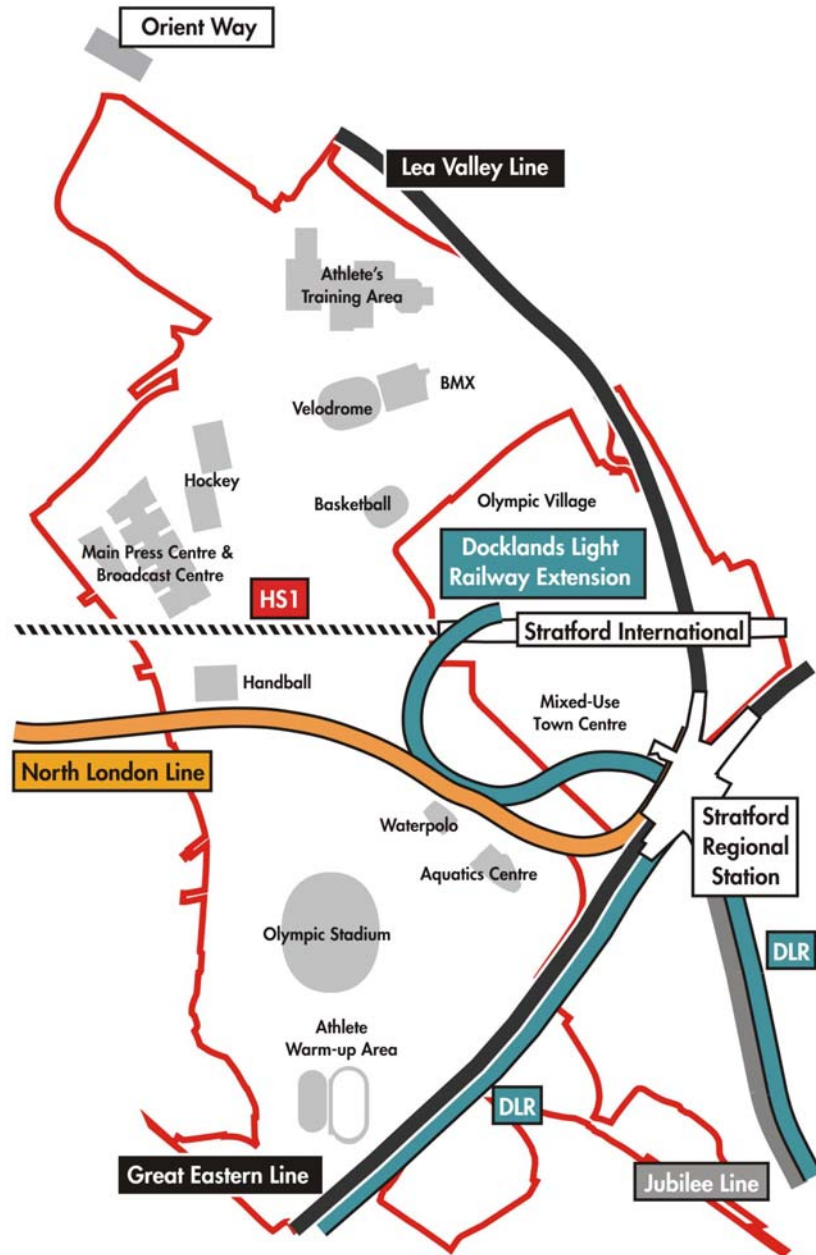 Orient Way
Lea Valley Line
Athlete's
Training Area
BMX
Velodrome
Hockey
Basketball
Olympic Village
Main Press Centre &
Broadcast Centre
Docklands Light
Railway Extension
HS1
Stratford International
Handball
Mixed-Use
Town Centre
North London Line
Waterpolo
Stratford
Regional
Station
Aquatics Centre
Olympic Stadium
DLR
Athlete
Warm-up Area
DLR
Great Eastern Line
Jubilee Line